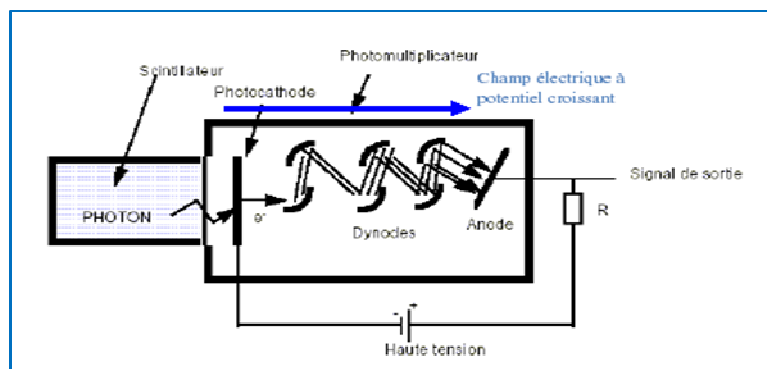 Photomultiplicateur
Scintillateur
Photocathode
Champ électrique à
potentiel croissant
PHOTON
e-
Dynodes
Anode
Signal de sortie
R
- +
Haute tension